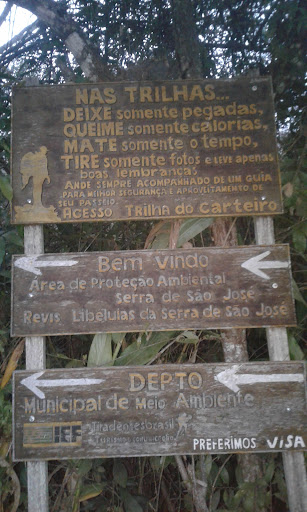 NAS TRILHAS...
DEIXE somente pegadas,
QUEIME somente calorias,
MATE somente o tempo,
TIRE somente fotos E LEVE apenas
boas lembranças
ANDE SEMPRE ACOMPANHADO DE UM GUIA
PARA MELHOR SEGURANÇA E APROVEITAMENTO DE
SEU PASSEIO.
ACESSO TRILHA DO CARTEIRO
Bem Vindo
Área de Proteção Ambiental
Serra de São José
Revis Libélulas da Serra de São José
DEPTO
Municipal de Meio Ambiente
IEF
Tiradentesbrasil
PREFERIMOS VISA